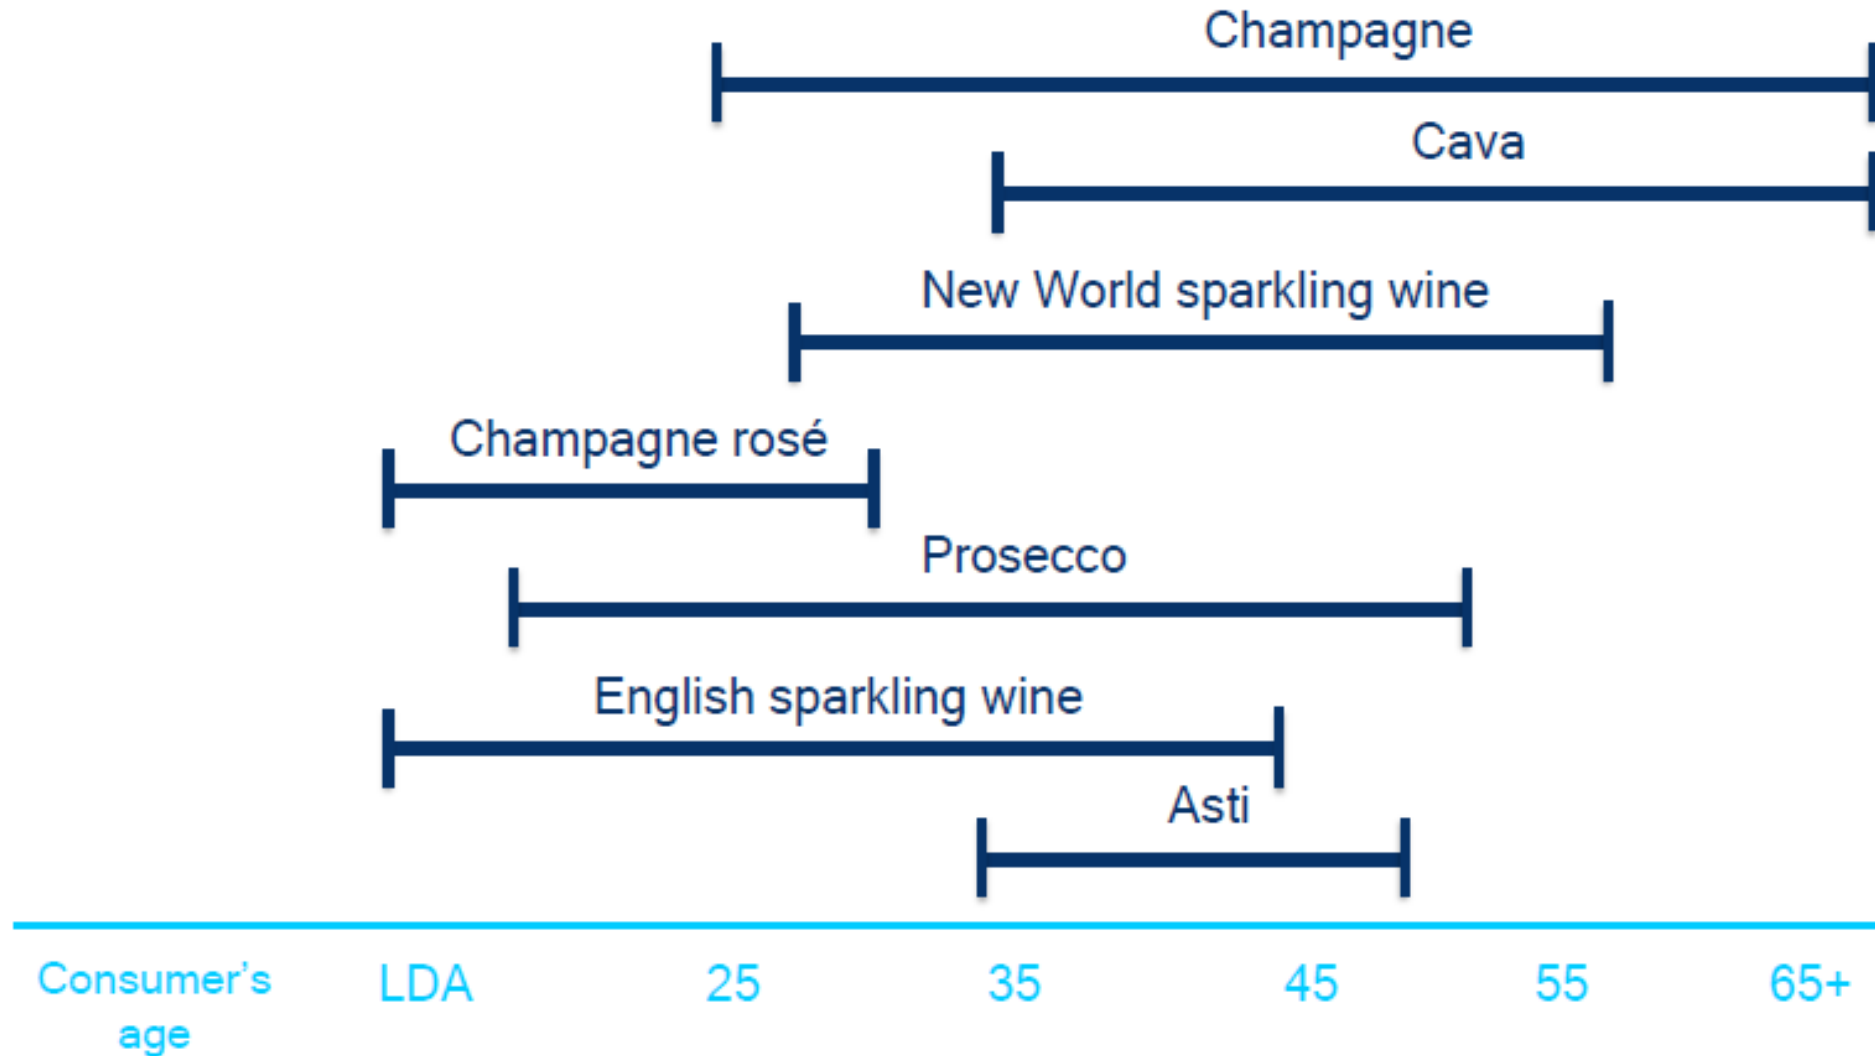 Champagne
Cava
New World sparkling wine
Champagne rosé
Prosecco
English sparkling wine
Asti
Consumer's age
LDA 25 35 45 55 65+